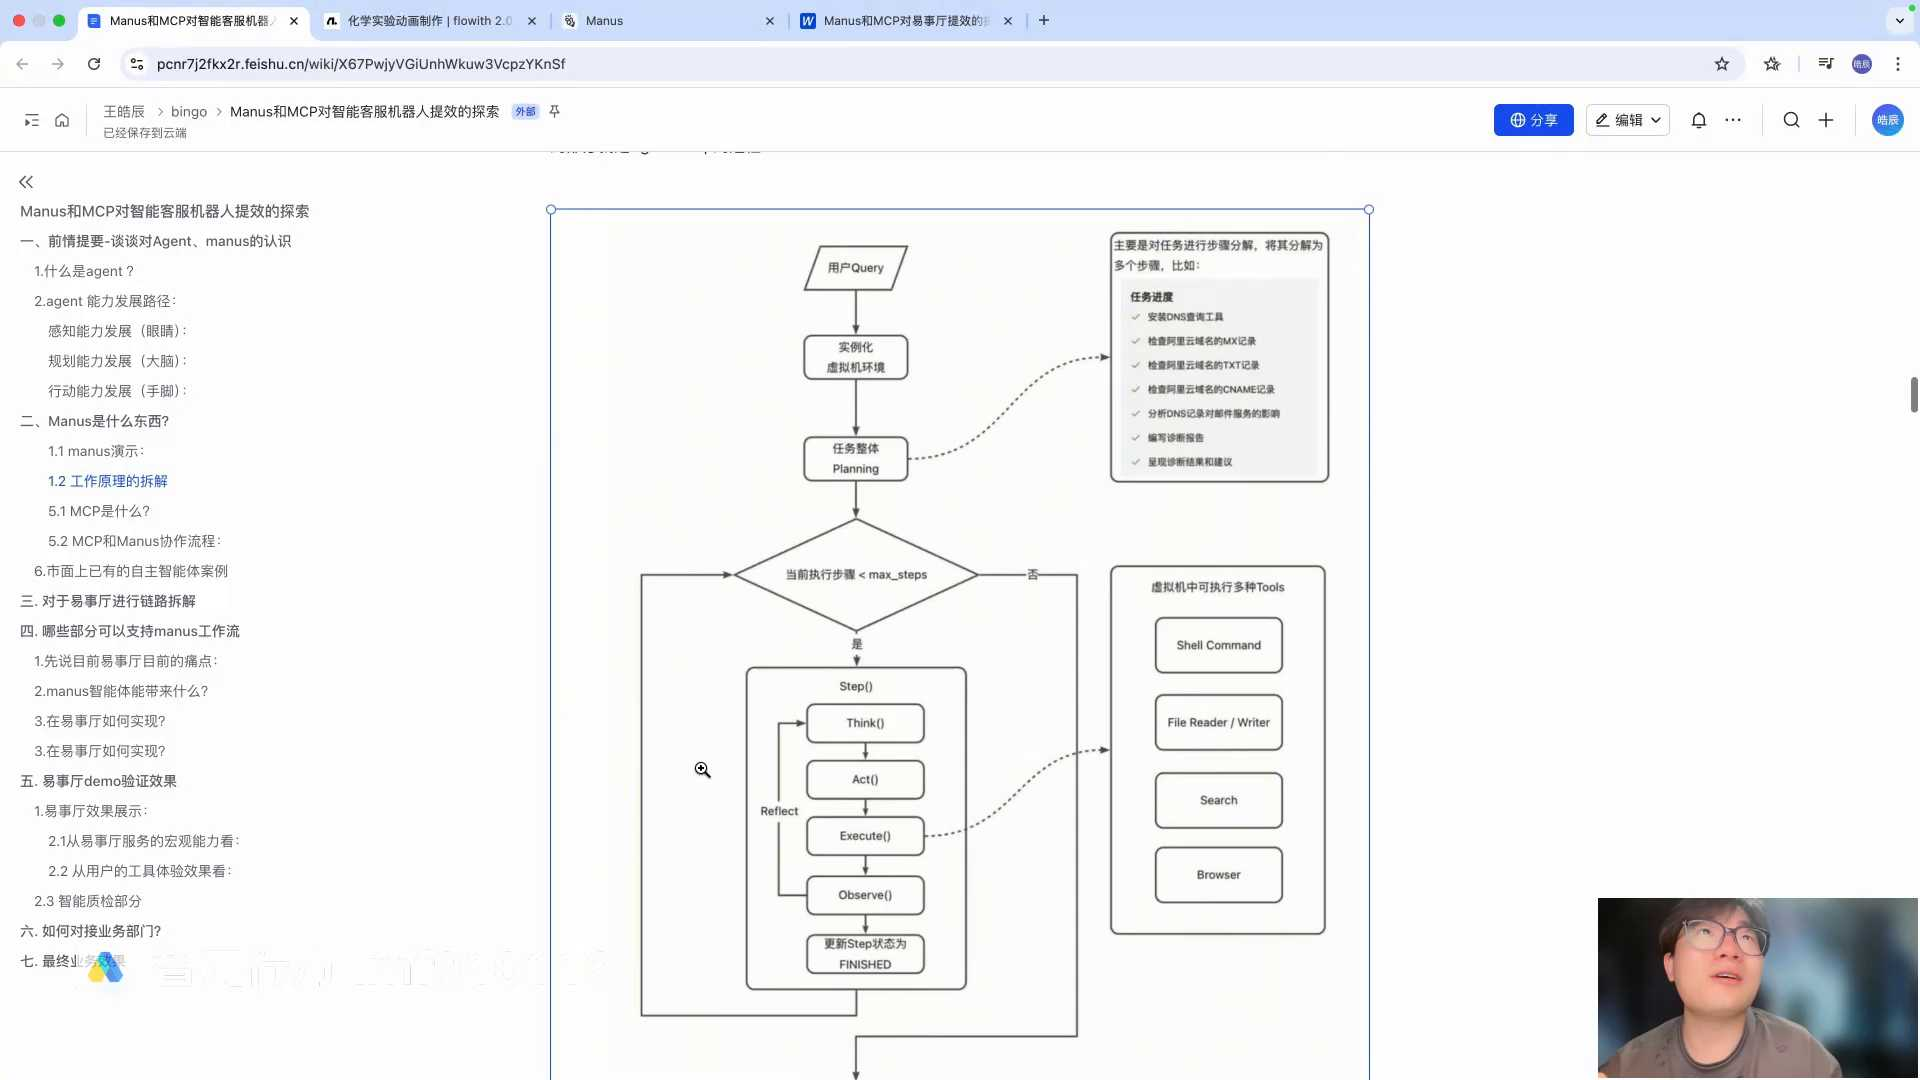 Manus和MCP对智能客服机器人
化学实验动画制作 | flowith 2.0
Manus
Manus和MCP对易事厅提效的探
pcnr7j2fkx2r.feishu.cn/wiki/X67PwjyVGiUnhWkuw3VcpzYKnSf
皓辰
王皓辰
bingo
Manus和MCP对智能客服机器人提效的探索
外部
已经保存到云端
分享
编辑
皓辰
Manus和MCP对智能客服机器人提效的探索
一、前情提要-谈谈对Agent、manus的认识
1.什么是agent？
2.agent 能力发展路径：
感知能力发展（眼睛）：
规划能力发展（大脑）：
行动能力发展（手脚）：
二、Manus是什么东西?
1.1 manus演示：
1.2 工作原理的拆解
5.1 MCP是什么?
5.2 MCP和Manus协作流程：
6.市面上已有的自主智能体案例
三. 对于易事厅进行链路拆解
四. 哪些部分可以支持manus工作流
1.先说目前易事厅目前的痛点：
2.manus智能体能带来什么?
3.在易事厅如何实现?
3.在易事厅如何实现?
五. 易事厅demo验证效果
1.易事厅效果展示：
2.1从易事厅服务的宏观能力看：
2.2 从用户的工具体验效果看：
2.3 智能质检部分
六. 如何对接业务部门?
七. 最终业务效果
用户Query
实例化
虚拟机环境
任务整体
Planning
当前执行步骤 < max_steps
否
是
Step()
Think()
Act()
Reflect
Execute()
Observe()
更新Step状态为
FINISHED
主要是对任务进行步骤分解，将其分解为
多个步骤，比如：
任务进度
安装DNS查询工具
检查阿里云域名的MX记录
检查阿里云域名的TXT记录
检查阿里云域名的CNAME记录
分析DNS记录对邮件服务的影响
编写诊断报告
呈现诊断结果和建议
虚拟机中可执行多种Tools
Shell Command
File Reader / Writer
Search
Browser